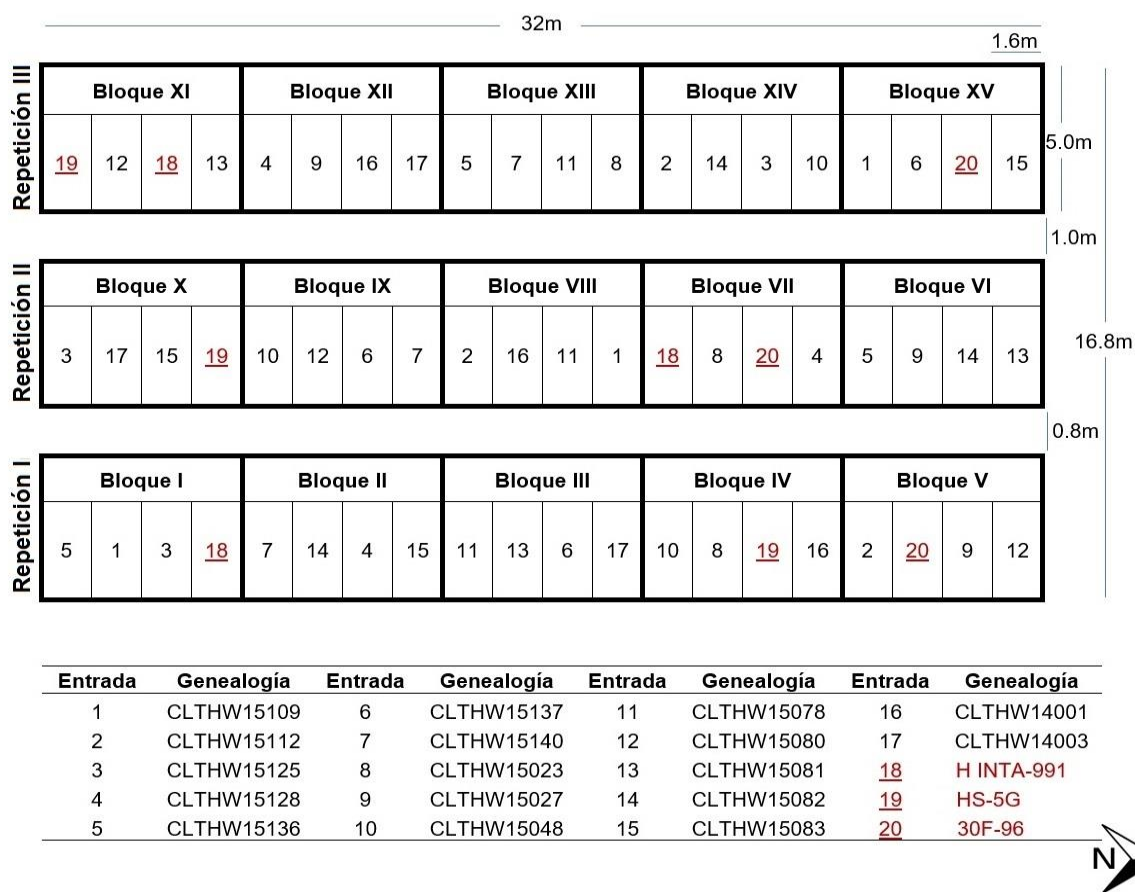 32m
1.6m
Repetición III
Bloque XI Bloque XII Bloque XIII Bloque XIV Bloque XV
19 12 18 13 4 9 16 17 5 7 11 8 2 14 3 10 1 6 20 15
5.0m
1.0m
Repetición II
Bloque X Bloque IX Bloque VIII Bloque VII Bloque VI
3 17 15 19 10 12 6 7 2 16 11 1 18 8 20 4 5 9 14 13
16.8m
0.8m
Repetición I
Bloque I Bloque II Bloque III Bloque IV Bloque V
5 1 3 18 7 14 4 15 11 13 6 17 10 8 19 16 2 20 9 12
Entrada Genealogía Entrada Genealogía Entrada Genealogía Entrada Genealogía
1 CLTHW15109 6 CLTHW15137 11 CLTHW15078 16 CLTHW14001
2 CLTHW15112 7 CLTHW15140 12 CLTHW15080 17 CLTHW14003
3 CLTHW15125 8 CLTHW15023 13 CLTHW15081 18 H INTA-991
4 CLTHW15128 9 CLTHW15027 14 CLTHW15082 19 HS-5G
5 CLTHW15136 10 CLTHW15048 15 CLTHW15083 20 30F-96
N